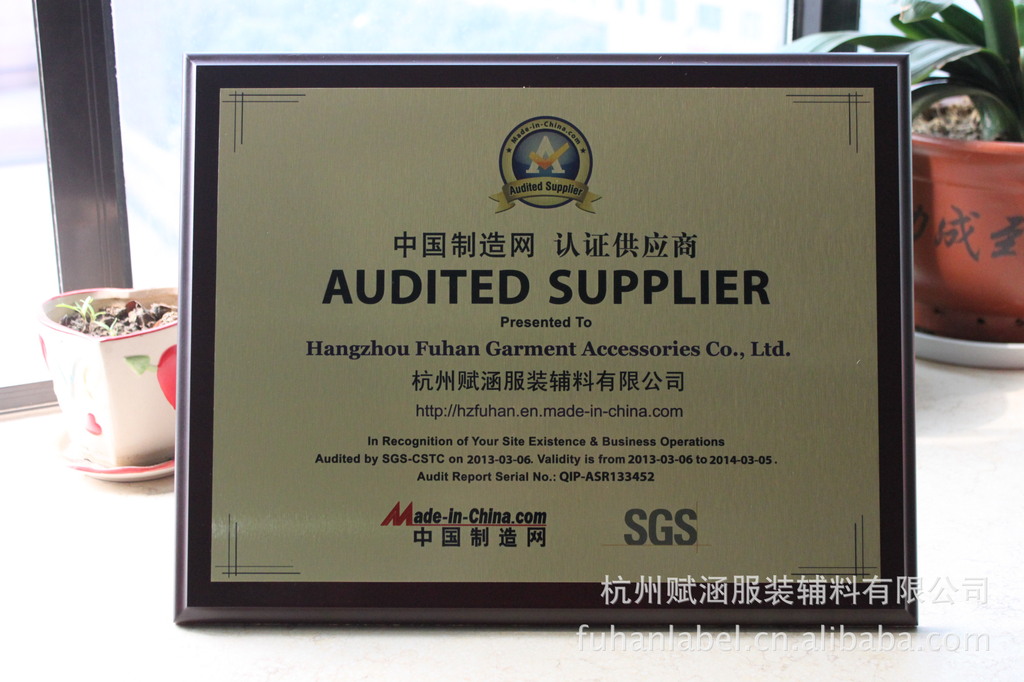 Made-in-China.com
Audited Supplier
中国制造网 认证供应商
AUDITED SUPPLIER
Presented To
Hangzhou Fuhan Garment Accessories Co., Ltd.
杭州赋涵服装辅料有限公司
http://hzfuhan.en.made-in-china.com
In Recognition of Your Site Existence & Business Operations
Audited by SGS-CSTC on 2013-03-06. Validity is from 2013-03-06 to 2014-03-05.
Audit Report Serial No.: QIP-ASR133452
Made-in-China.com
中国制造网
SGS
成圣
杭州赋涵服装辅料有限公司
fuhanlabel.cn.alibaba.com